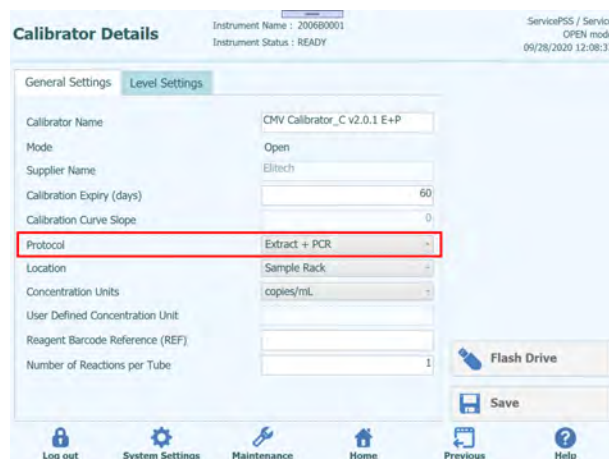 Calibrator Details
Instrument Name : 2006B0001
Instrument Status : READY
ServicePSS / Servic
OPEN mod
09/28/2020 12:08:3
General Settings
Level Settings
Calibrator Name CMV Calibrator_C v2.0.1 E+P
Mode Open
Supplier Name Elitech
Calibration Expiry (days) 60
Calibration Curve Slope 0
Protocol Extract + PCR
Location Sample Rack
Concentration Units copies/mL
User Defined Concentration Unit
Reagent Barcode Reference (REF)
Number of Reactions per Tube 1
Flash Drive
Save
Log out System Settings Maintenance Home Previous Help